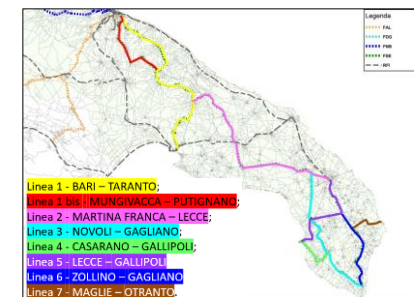 Legenda
FAL
FDG
FNB
FSE
RFI
Linea 1 - BARI – TARANTO;
Linea 1 bis - MUNGIVACCA – PUTIGNANO;
Linea 2 - MARTINA FRANCA – LECCE;
Linea 3 - NOVOLI – GAGLIANO;
Linea 4 - CASARANO – GALLIPOLI;
Linea 5 - LECCE – GALLIPOLI
Linea 6 - ZOLLINO – GAGLIANO
Linea 7 - MAGLIE – OTRANTO.